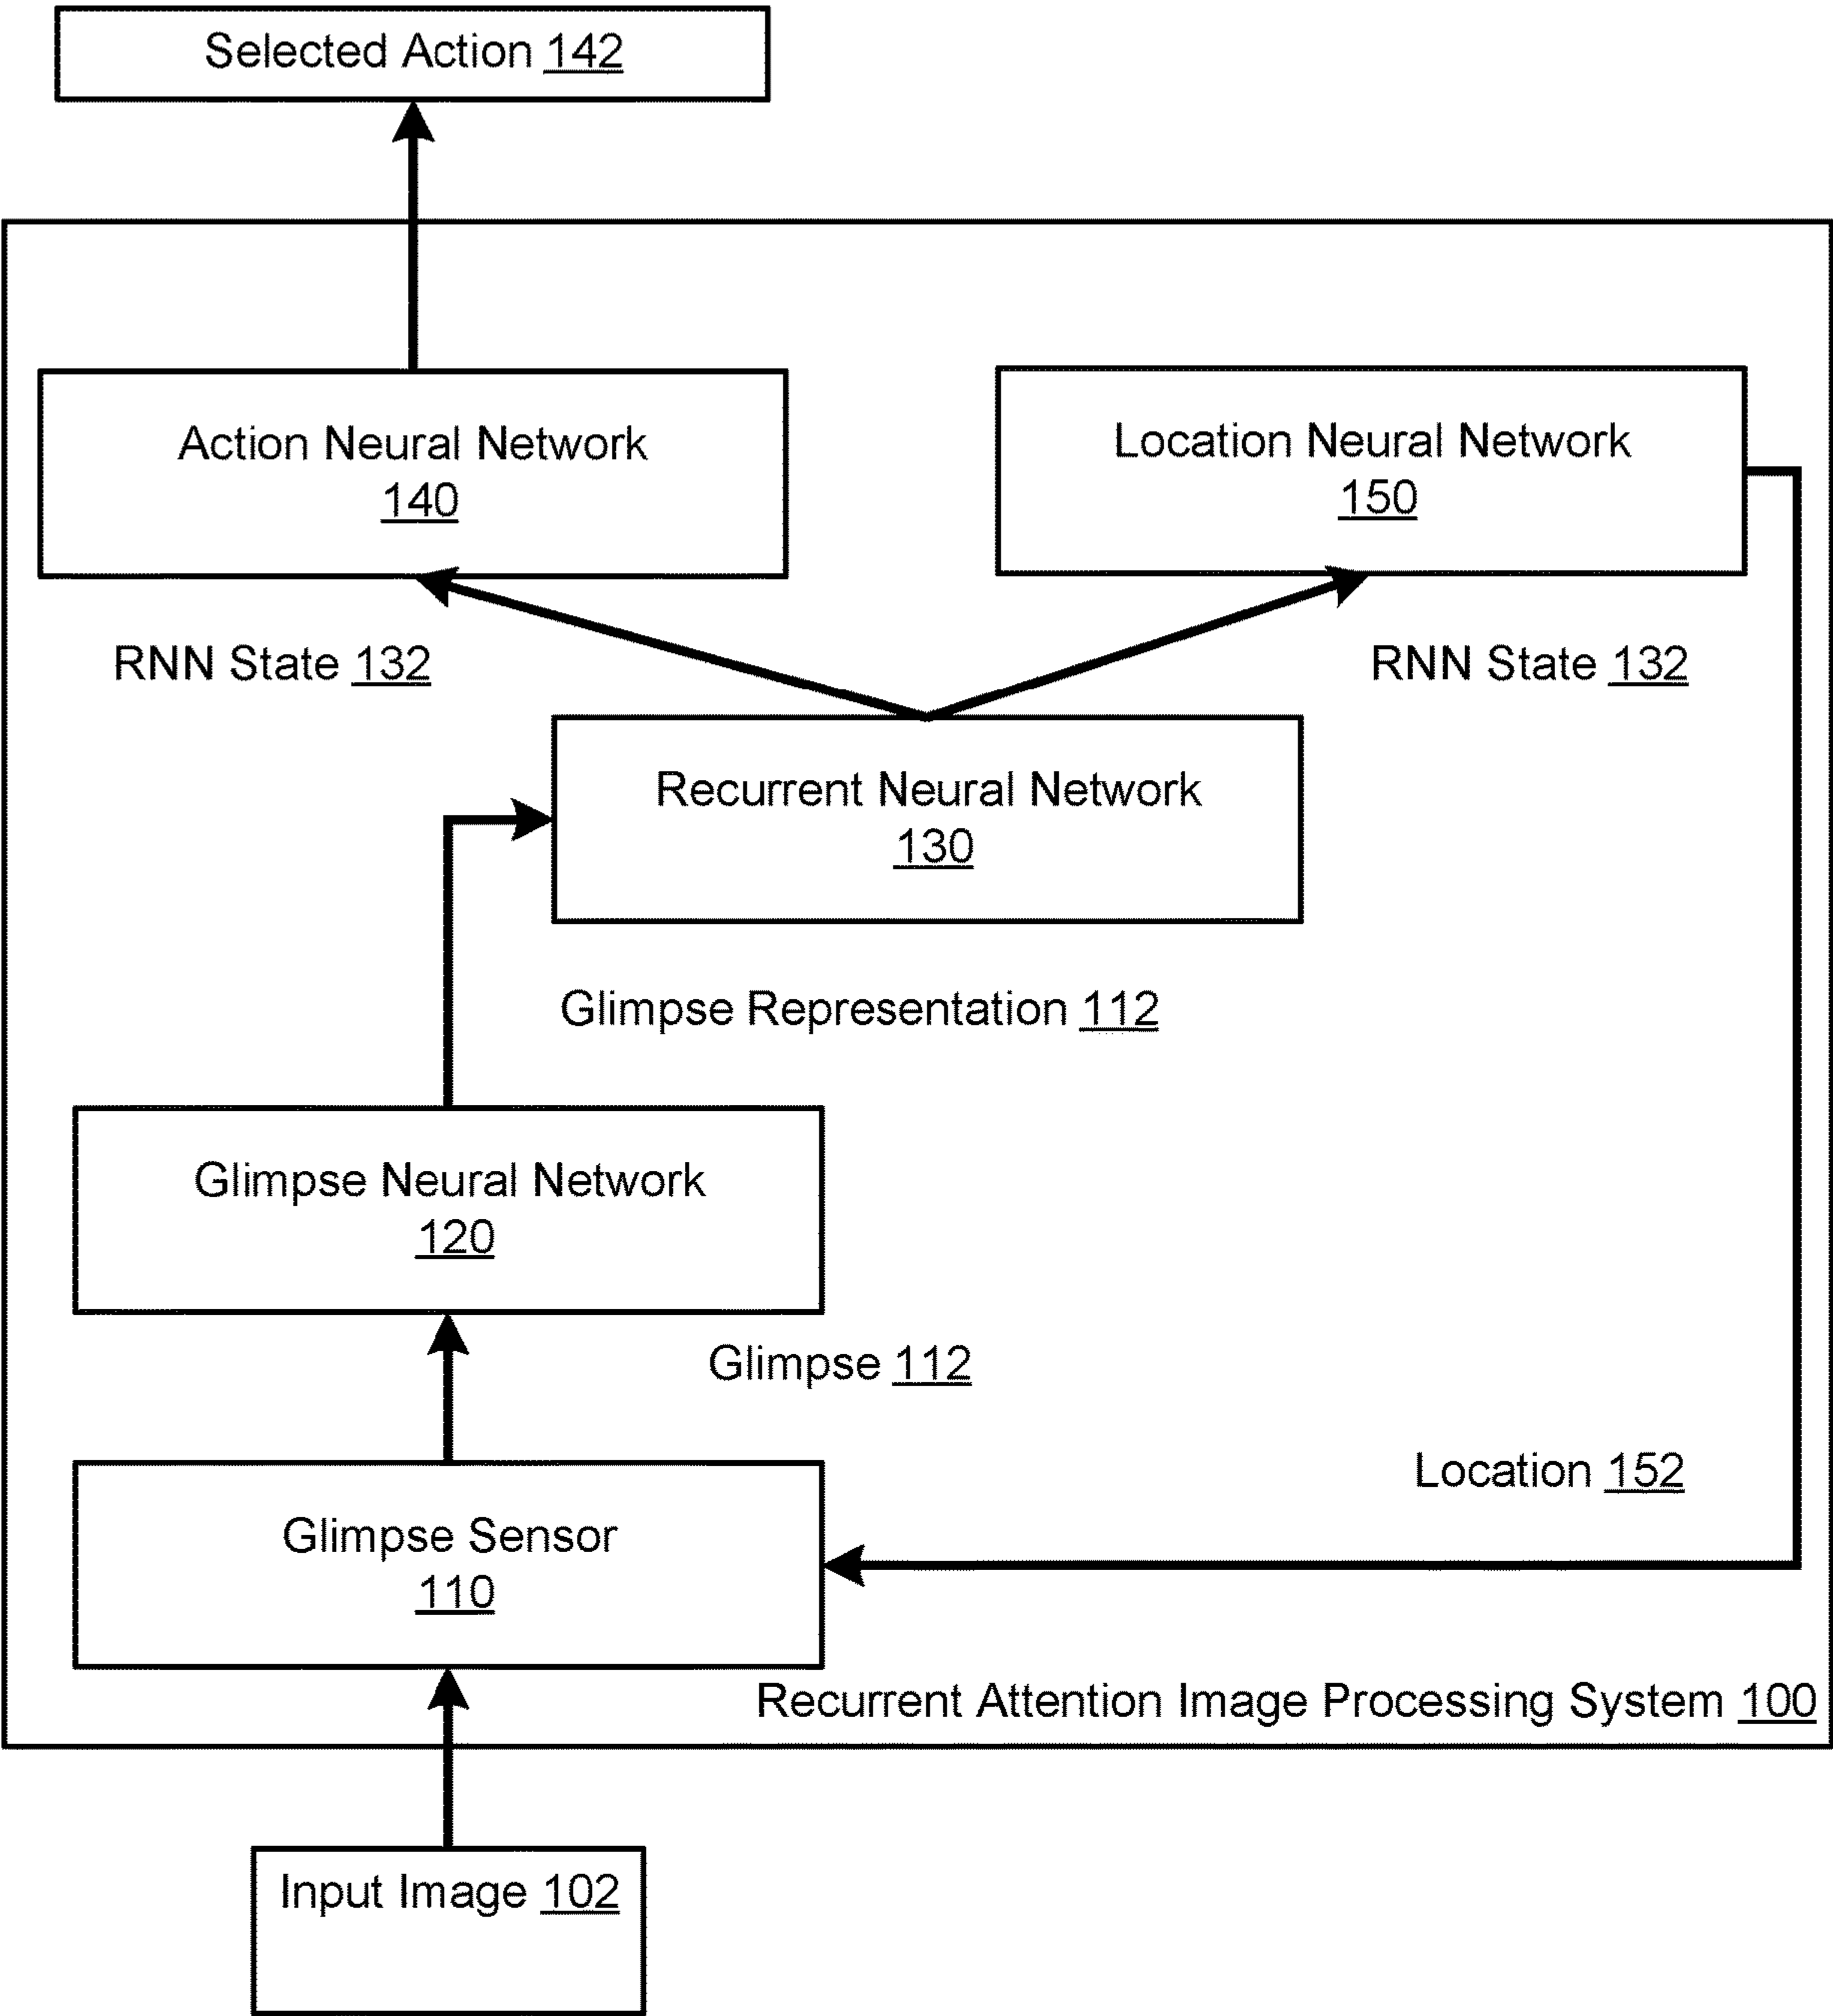 Selected Action 142
Action Neural Network
140
Location Neural Network
150
RNN State 132
RNN State 132
Recurrent Neural Network
130
Glimpse Representation 112
Glimpse Neural Network
120
Glimpse 112
Location 152
Glimpse Sensor
110
Recurrent Attention Image Processing System 100
Input Image 102